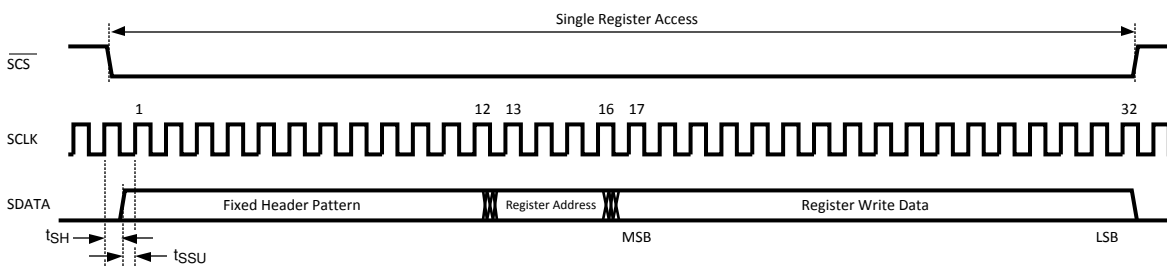 Single Register Access
SCS
1 12 13 16 17 32
SCLK
SDATA Fixed Header Pattern Register Address Register Write Data
tSH MSB LSB
tSSU